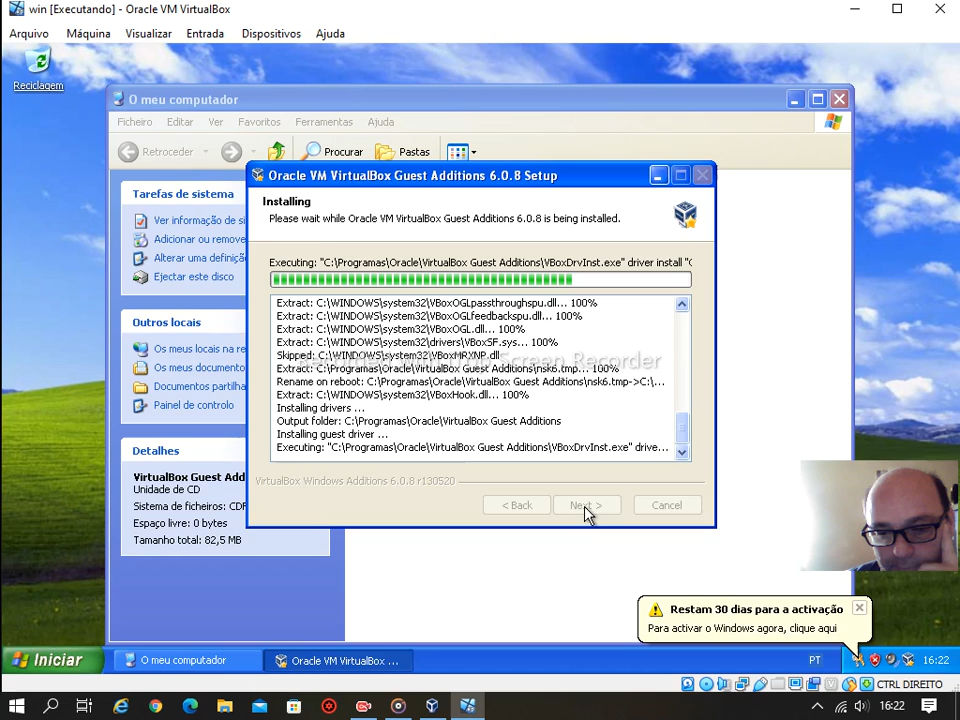 win [Executando] - Oracle VM VirtualBox
Arquivo Máquina Visualizar Entrada Dispositivos Ajuda
Reciclagem
O meu computador
Ficheiro Editar Ver Favoritos Ferramentas Ajuda
Retroceder Procurar Pastas
Tarefas de sistema
Ver informação de si
Adicionar ou remove
Alterar uma definiçã
Ejectar este disco
Outros locais
Os meus locais na re
Os meus documento
Documentos partilha
Painel de controlo
Detalhes
VirtualBox Guest Add
Unidade de CD
Sistema de ficheiros: CDF
Espaço livre: 0 bytes
Tamanho total: 82,5 MB
Oracle VM VirtualBox Guest Additions 6.0.8 Setup
Installing
Please wait while Oracle VM VirtualBox Guest Additions 6.0.8 is being installed.
Executing: "C:\Programas\Oracle\VirtualBox Guest Additions\VBoxDrvInst.exe" driver install "C
Extract: C:\WINDOWS\system32\VBoxOGLpassthroughspu.dll... 100%
Extract: C:\WINDOWS\system32\VBoxOGLfeedbackspu.dll... 100%
Extract: C:\WINDOWS\system32\VBoxOGL.dll... 100%
Extract: C:\WINDOWS\system32\drivers\VBoxSF.sys... 100%
Skipped: C:\WINDOWS\system32\VBoxMRXNP.dll
Screen Recorder
Extract: C:\Programas\Oracle\VirtualBox Guest Additions\nsk6.tmp... 100%
Rename on reboot: C:\Programas\Oracle\VirtualBox Guest Additions\nsk6.tmp->C:\...
Extract: C:\WINDOWS\system32\VBoxHook.dll... 100%
Installing drivers ...
Output folder: C:\Programas\Oracle\VirtualBox Guest Additions
Installing guest driver ...
Executing: "C:\Programas\Oracle\VirtualBox Guest Additions\VBoxDrvInst.exe" drive...
VirtualBox Windows Additions 6.0.8 r130520
< Back Next > Cancel
Restam 30 dias para a activação
Para activar o Windows agora, clique aqui
Iniciar O meu computador Oracle VM VirtualBox ... PT 16:22
CTRL DIREITO
16:22